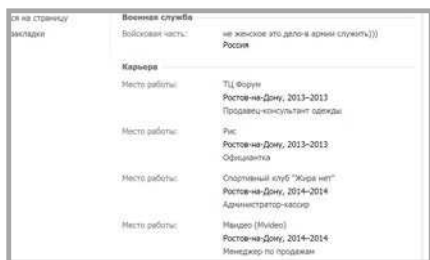 ся на страницу
закладки
Военная служба
Войсковая часть: не женское это дело-в армии служить)))
Россия
Карьера
Место работы: ТЦ Форум
Ростов-на-Дону, 2013–2013
Продавец-консультант одежды
Место работы: Рис
Ростов-на-Дону, 2013–2013
Официантка
Место работы: Спортивный клуб "Жира нет"
Ростов-на-Дону, 2014–2014
Администратор-кассир
Место работы: Мвидео (Mvideo)
Ростов-на-Дону, 2014–2014
Менеджер по продажам